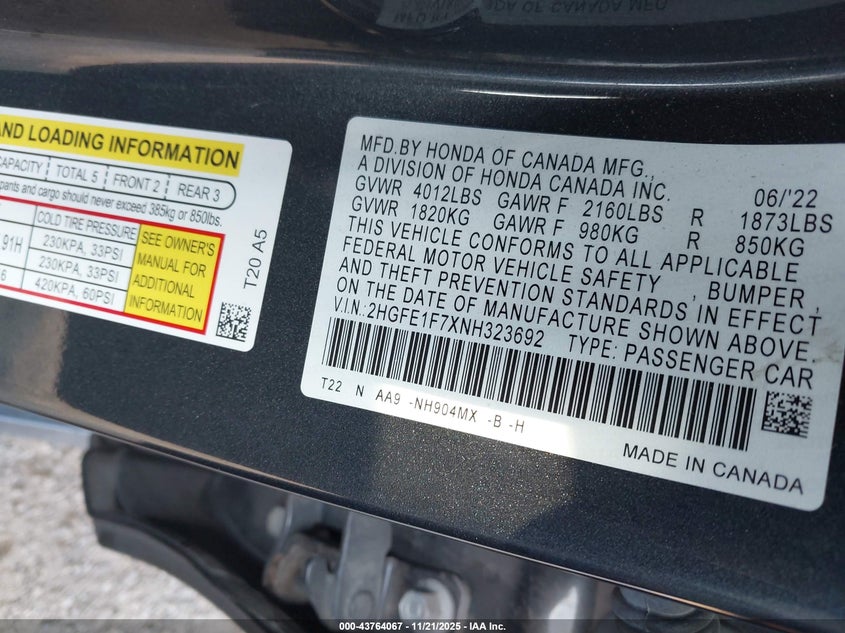 AND LOADING INFORMATION
CAPACITY TOTAL 5 FRONT 2 REAR 3
pants and cargo should never exceed 385kg or 850lbs.
COLD TIRE PRESSURE
91H 230KPA, 33PSI
230KPA, 33PSI
420KPA, 60PSI
SEE OWNER'S
MANUAL FOR
ADDITIONAL
INFORMATION
T20 A5
MFD.BY HONDA OF CANADA MFG.,
A DIVISION OF HONDA CANADA INC. 06/'22
GVWR 4012LBS GAWR F 2160LBS R 1873LBS
GVWR 1820KG GAWR F 980KG R 850KG
THIS VEHICLE CONFORMS TO ALL APPLICABLE
FEDERAL MOTOR VEHICLE SAFETY , BUMPER ,
AND THEFT PREVENTION STANDARDS IN EFFECT
ON THE DATE OF MANUFACTURE SHOWN ABOVE.
V.I.N.: 2HGFE1F7XNH323692 TYPE: PASSENGER CAR
T22 N AA9 -NH904MX -B -H
MADE IN CANADA
000-43764067 - 11/21/2025 - IAA Inc.